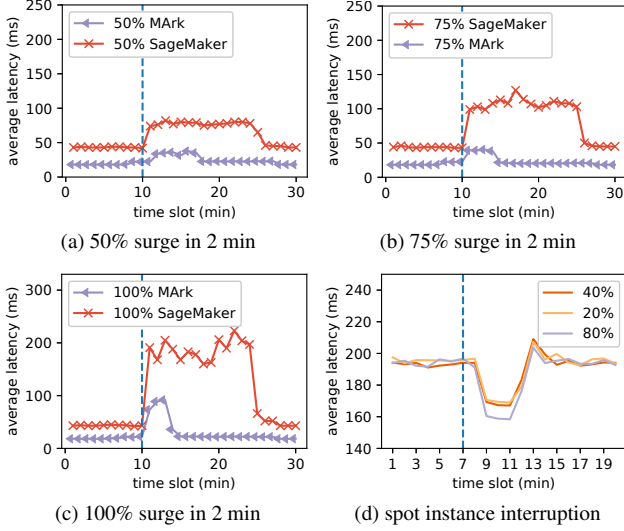 250
200
150
100
50
0
average latency (ms)
50% MArk
50% SageMaker
0 10 20 30
time slot (min)
(a) 50% surge in 2 min
250
200
150
100
50
0
average latency (ms)
75% SageMaker
75% MArk
0 10 20 30
time slot (min)
(b) 75% surge in 2 min
300
200
100
0
average latency (ms)
100% MArk
100% SageMaker
0 10 20 30
time slot (min)
(c) 100% surge in 2 min
240
220
200
180
160
140
average latency (ms)
40%
20%
80%
1 3 5 7 9 11 13 15 17 19
time slot (min)
(d) spot instance interruption